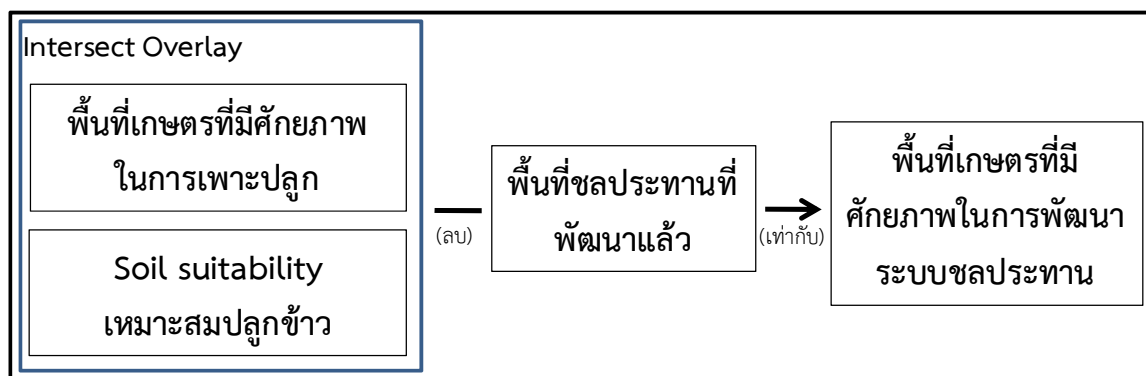 Intersect Overlay
พื้นที่เกษตรที่มีศักยภาพ
ในการเพาะปลูก
Soil suitability
เหมาะสมปลูกข้าว
(ลบ)
พื้นที่ชลประทานที่
พัฒนาแล้ว
(เท่ากับ)
พื้นที่เกษตรที่มี
ศักยภาพในการพัฒนา
ระบบชลประทาน